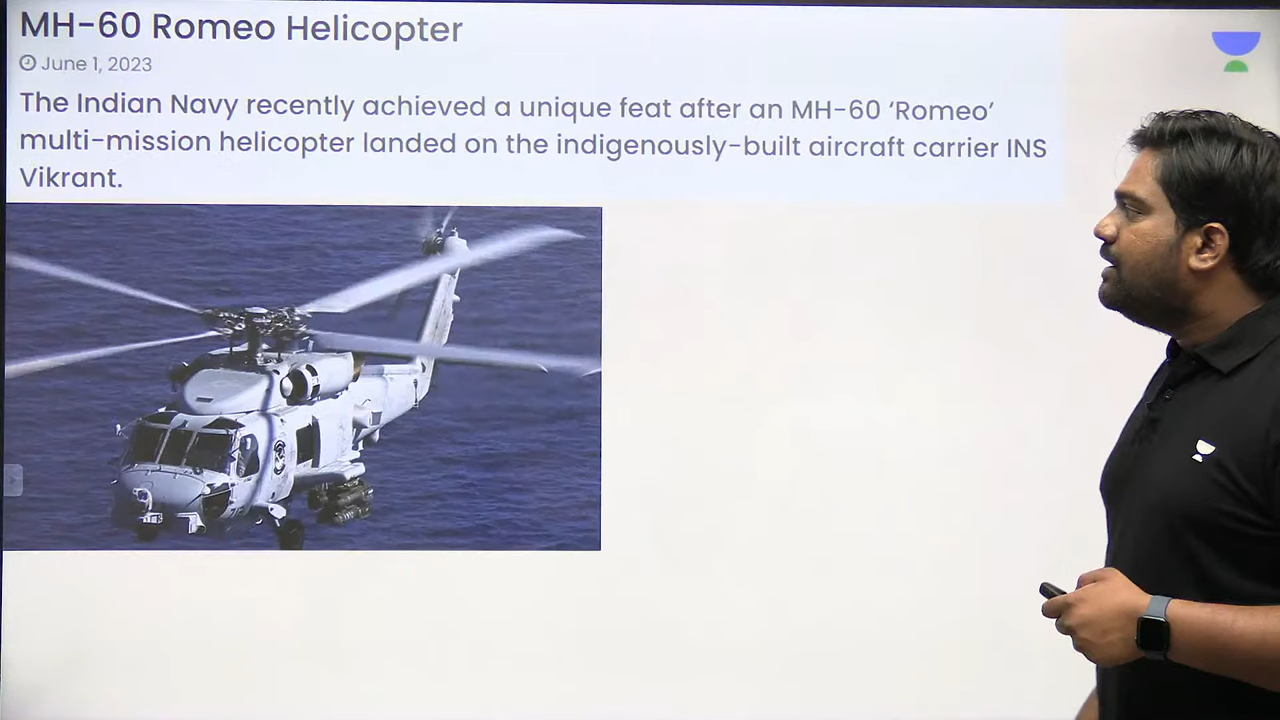 MH-60 Romeo Helicopter
June 1, 2023
The Indian Navy recently achieved a unique feat after an MH-60 ‘Romeo’
multi-mission helicopter landed on the indigenously-built aircraft carrier INS
Vikrant.